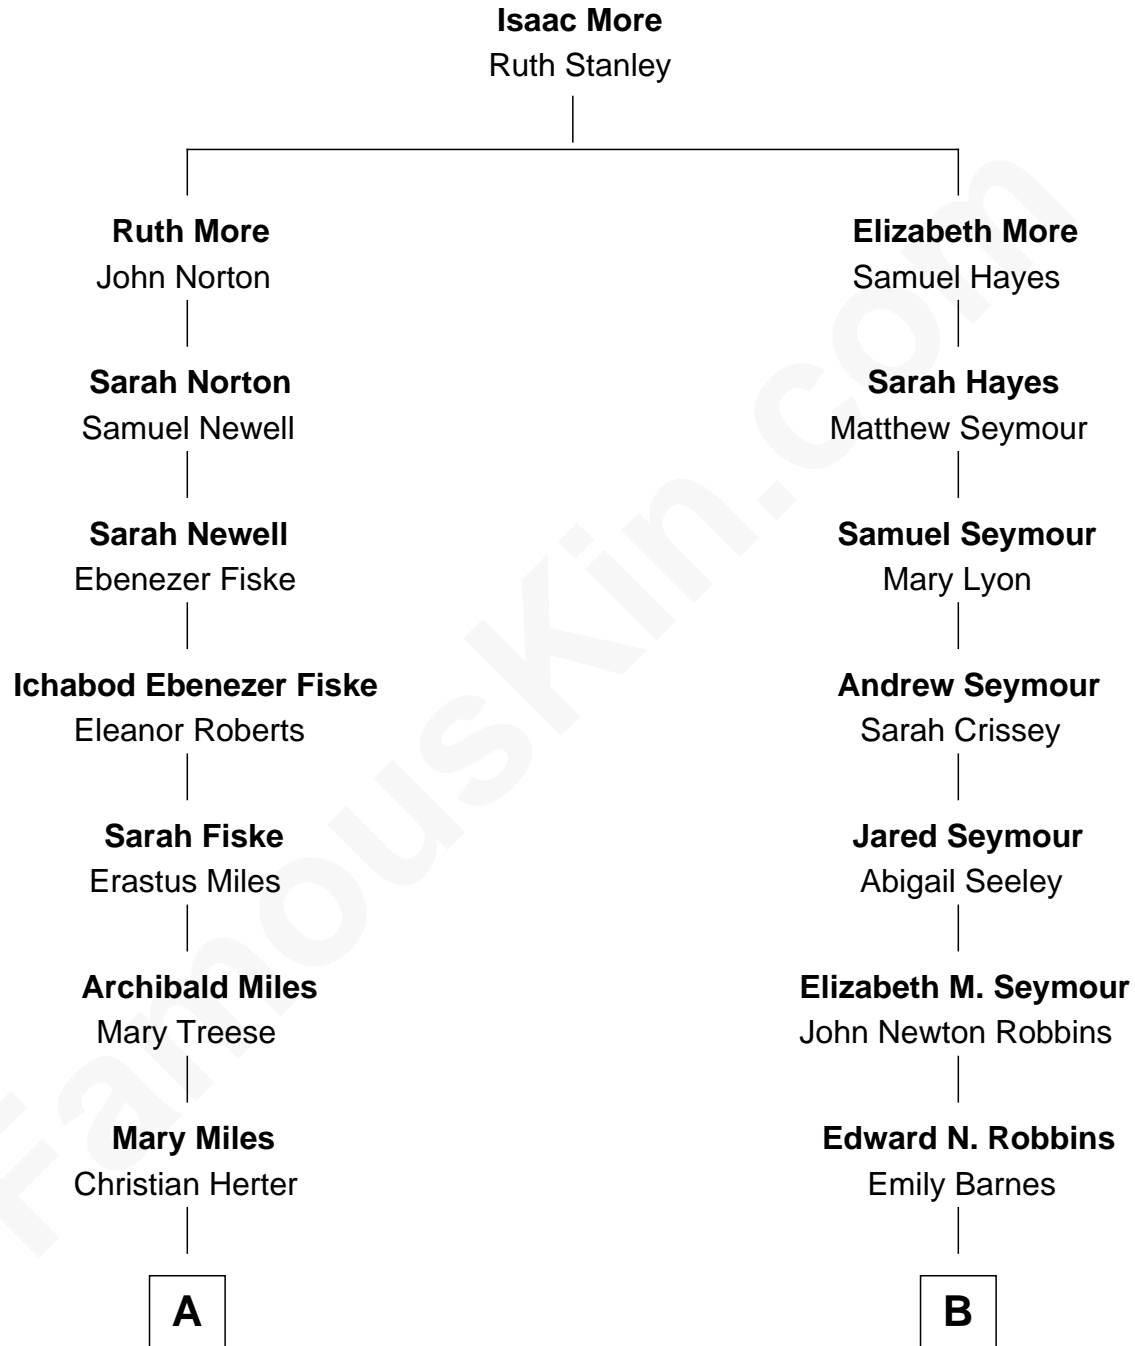 Isaac More
Ruth Stanley
Ruth More
John Norton
Elizabeth More
Samuel Hayes
Sarah Norton
Samuel Newell
Sarah Hayes
Matthew Seymour
Sarah Newell
Ebenezer Fiske
Samuel Seymour
Mary Lyon
Ichabod Ebenezer Fiske
Eleanor Roberts
Andrew Seymour
Sarah Crissey
Sarah Fiske
Erastus Miles
Jared Seymour
Abigail Seeley
Archibald Miles
Mary Treese
Elizabeth M. Seymour
John Newton Robbins
Mary Miles
Christian Herter
Edward N. Robbins
Emily Barnes
A
B
FamousKin.com